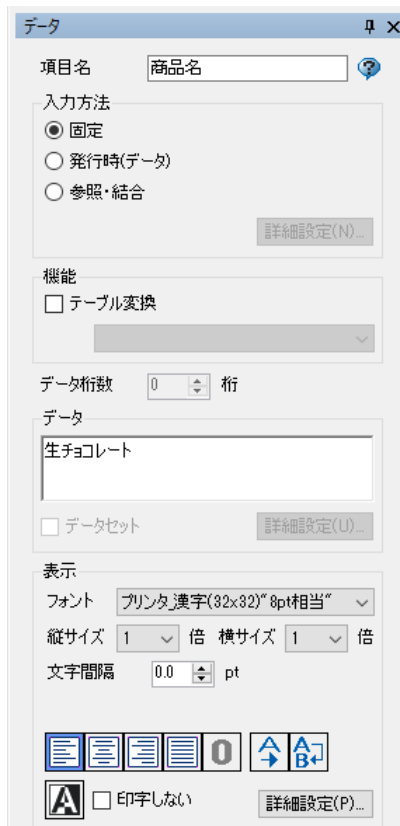 データ
項目名 商品名
入力方法
固定
発行時(データ)
参照・結合
詳細設定(N)...
機能
テーブル変換
データ桁数 0 桁
データ
生チョコレート
データセット 詳細設定(U)...
表示
フォント プリンタ_漢字(32x32)"8pt相当"
縦サイズ 1 倍 横サイズ 1 倍
文字間隔 0.0 pt
0 A A B
A 印字しない 詳細設定(P)...